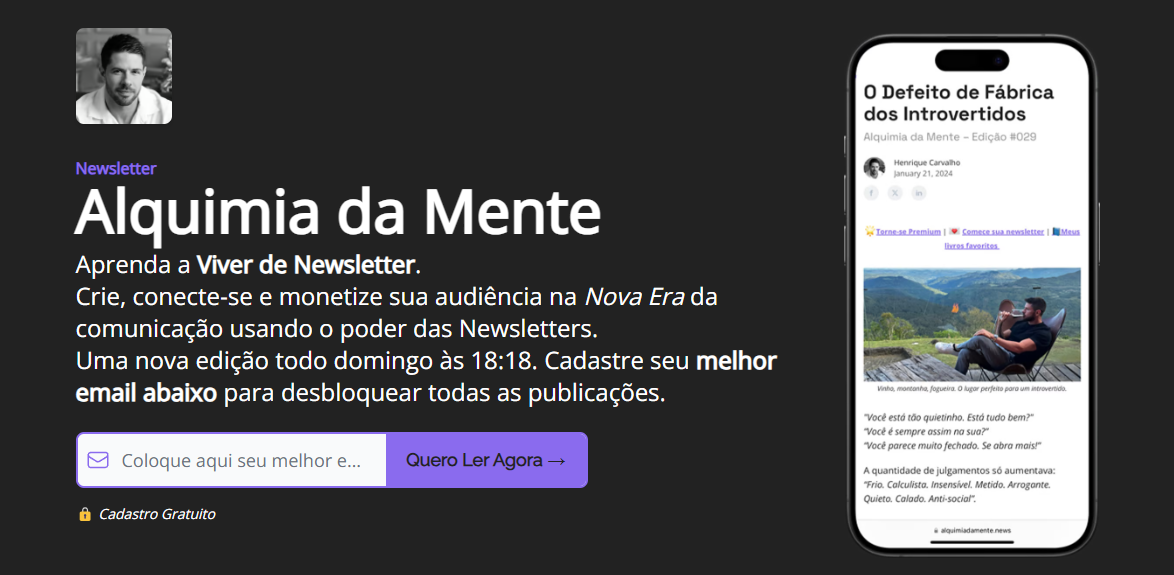 Newsletter
Alquimia da Mente
Aprenda a Viver de Newsletter.
Crie, conecte-se e monetize sua audiência na Nova Era da
comunicação usando o poder das Newsletters.
Uma nova edição todo domingo às 18:18. Cadastre seu melhor
email abaixo para desbloquear todas as publicações.
Coloque aqui seu melhor e...
Quero Ler Agora →
Cadastro Gratuito
O Defeito de Fábrica
dos Introvertidos
Alquimia da Mente – Edição #029
Henrique Carvalho
January 21, 2024
Torne-se Premium | Comece sua newsletter | Meus
livros favoritos
Vinho, montanha, fogueira. O lugar perfeito para um introvertido.
"Você está tão quietinho. Está tudo bem?"
"Você é sempre assim na sua?"
"Você parece muito fechado. Se abra mais!"
A quantidade de julgamentos só aumentava:
"Frio. Calculista. Insensível. Metido. Arrogante.
Quieto. Calado. Anti-social".
alquimiadamente.news